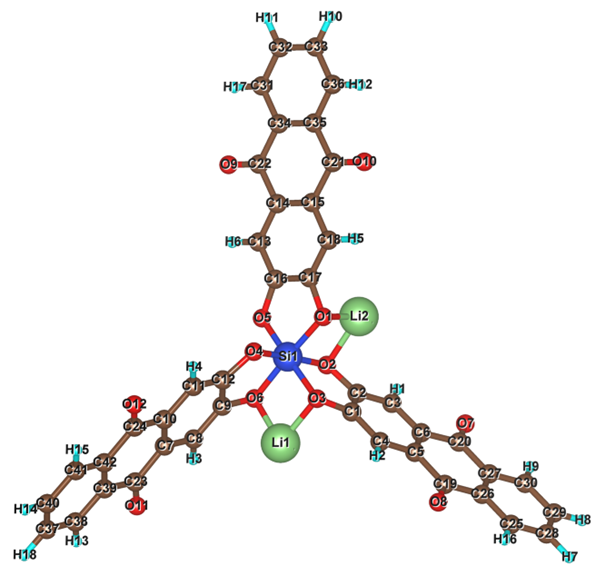 H11 H10
C32 C33
H17 C31 C36 H12
C34 C35
O9 C22 C21 O10
C14 C15
H6 C13 C18 H5
C16 C17
O5 O1 Li2
O4 Si1 O2
H4 C11 C12 C2 H1 C3
O12 C10 C9 O6 O3 C1 O7
C24 C8 C4 C6 C20
H15 C7 Li1 C5
C41 C42 H3 H2 C27 H9
C39 C23 C19 C26 C30
C40 O11 O8
H14 C38 C25 C29 H8
C37 H13 H16 C28
H18 H7